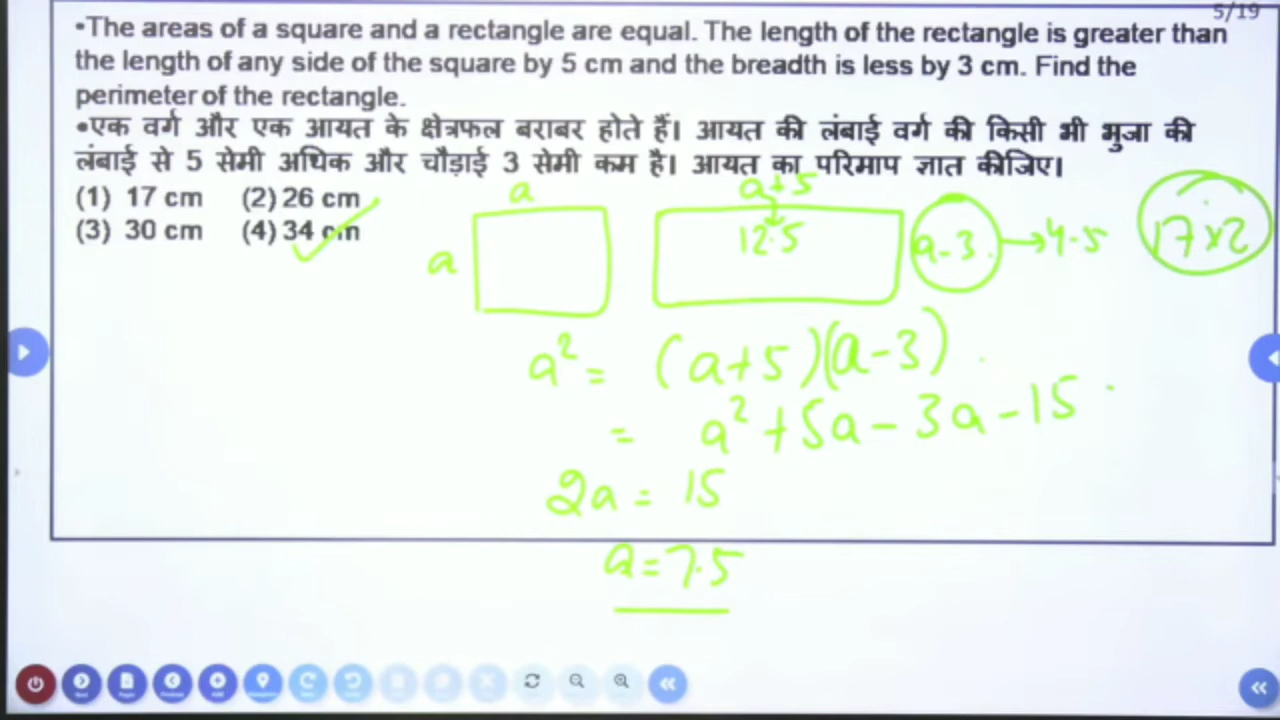 5/19
•The areas of a square and a rectangle are equal. The length of the rectangle is greater than
the length of any side of the square by 5 cm and the breadth is less by 3 cm. Find the
perimeter of the rectangle.
•एक वर्ग और एक आयत के क्षेत्रफल बराबर होते हैं। आयत की लंबाई वर्ग की किसी भी भुजा की
लंबाई से 5 सेमी अधिक और चौड़ाई 3 सेमी कम है। आयत का परिमाप ज्ञात कीजिए।
(1) 17 cm (2) 26 cm
(3) 30 cm (4) 34 cm
a
a
a+5
12.5
a-3
→4.5
17×2
a² = (a+5)(a-3)
= a²+5a-3a-15
2a = 15
a=7.5